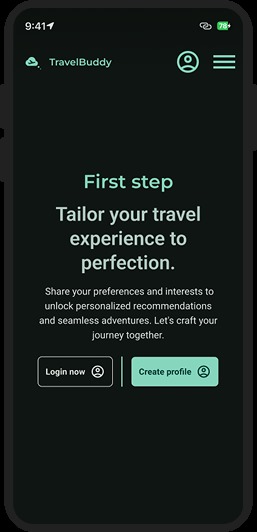 9:41
78
TravelBuddy
First step
Tailor your travel
experience to
perfection.
Share your preferences and interests to
unlock personalized recommendations
and seamless adventures. Let's craft your
journey together.
Login now
Create profile